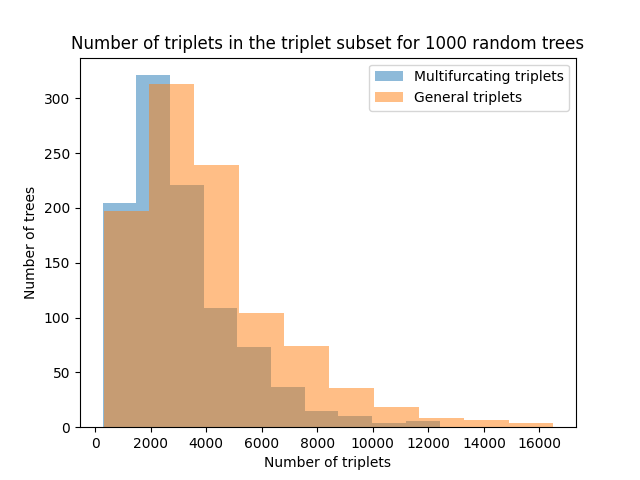 Number of triplets in the triplet subset for 1000 random trees
Multifurcating triplets
General triplets
Number of trees
300
250
200
150
100
50
0
0 2000 4000 6000 8000 10000 12000 14000 16000
Number of triplets